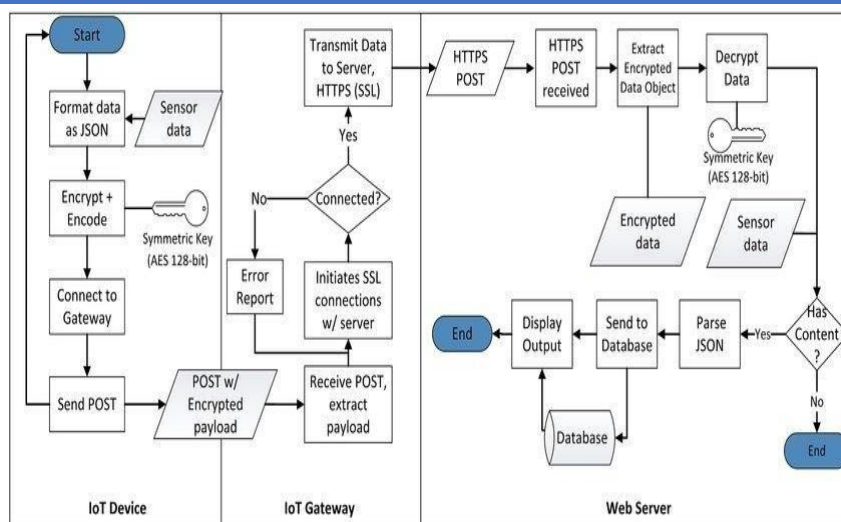 Start
Format data
as JSON
Sensor
data
Encrypt +
Encode
Symmetric Key
(AES 128-bit)
Connect to
Gateway
Send POST
POST w/
Encrypted
payload
IoT Device
Transmit Data
to Server,
HTTPS (SSL)
Yes
No
Connected?
Error
Report
Initiates SSL
connections
w/ server
Receive POST,
extract
payload
IoT Gateway
HTTPS
POST
HTTPS
POST
received
Extract
Encrypted
Data Object
Decrypt
Data
Symmetric Key
(AES 128-bit)
Encrypted
data
Sensor
data
Has
Content
?
Yes
No
End
Parse
JSON
Send to
Database
Display
Output
End
Database
Web Server